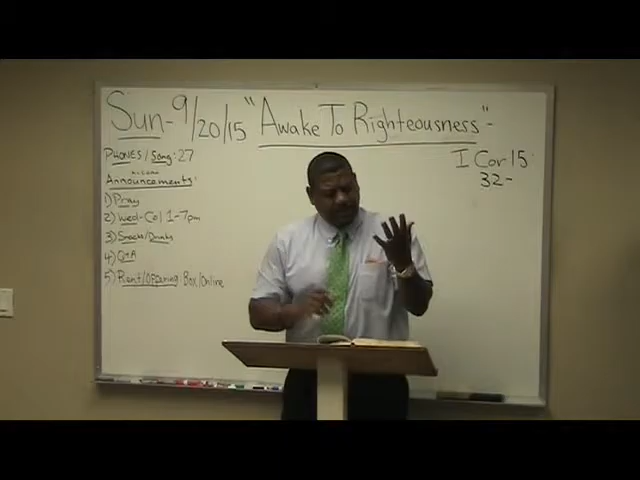 Sun-9/20/15 "Awake To Righteousness"-
PHONES/Song: 27
Announcements:
1) Pray
2) Wed-Col 1-7pm
3) Snacks/Drinks
4) Q+A
5) Rent/Offering: Box/Online
I Cor 15:
32-